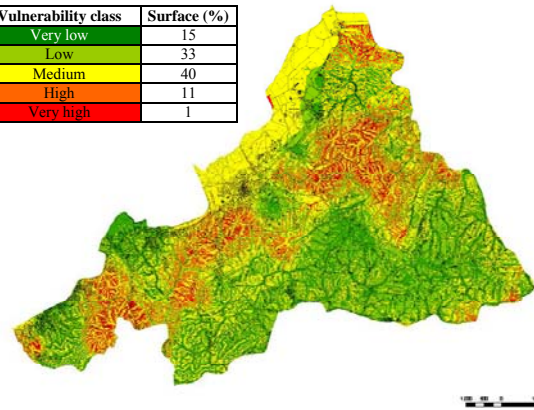 Vulnerability class Surface (%)
Very low 15
Low 33
Medium 40
High 11
Very high 1